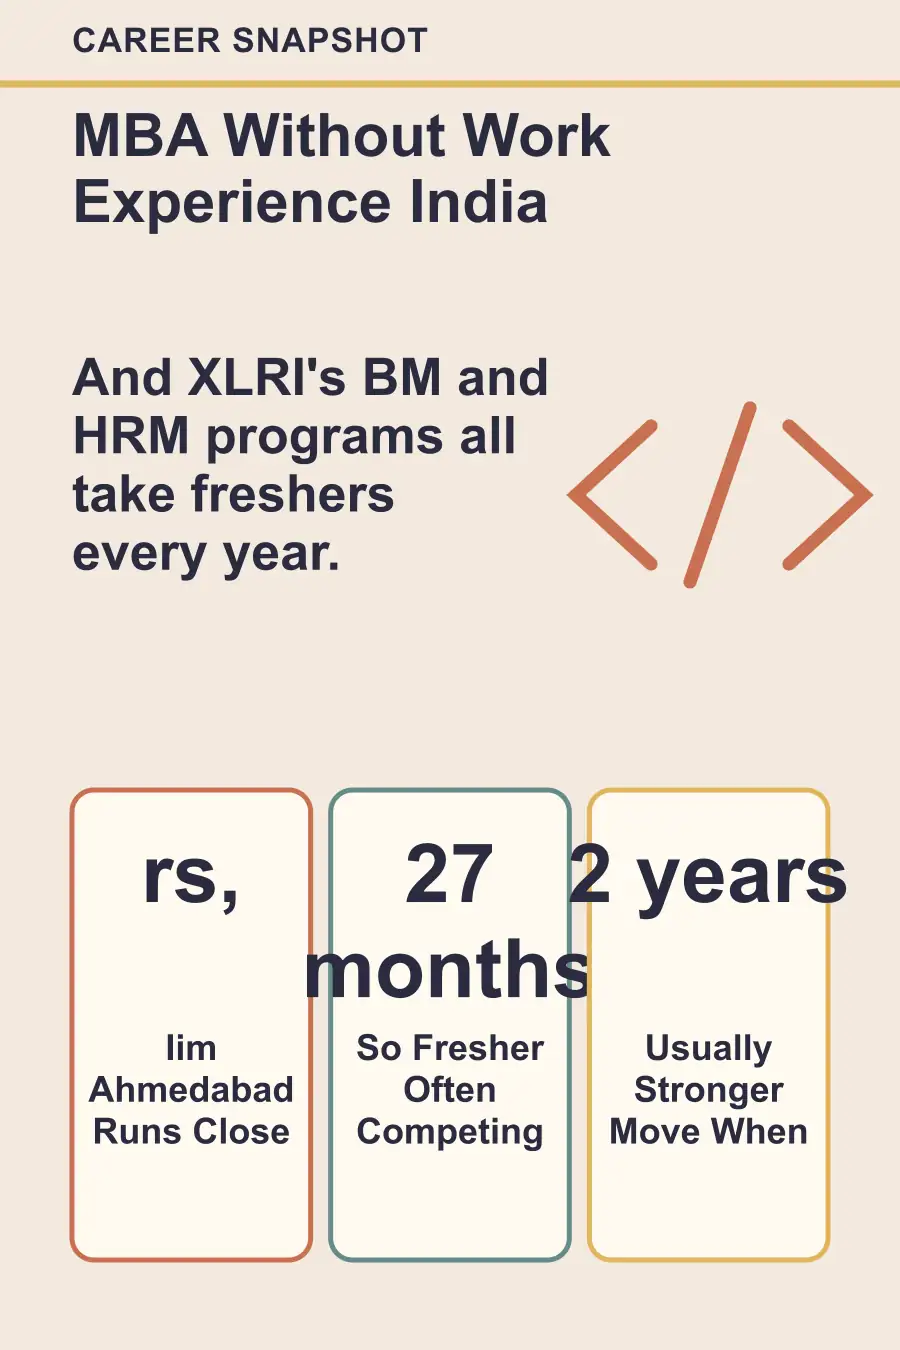 CAREER SNAPSHOT
MBA Without Work
Experience India
And XLRI's BM and
HRM programs all
take freshers
every year.
rs,
Iim
Ahmedabad
Runs Close
27
months
So Fresher
Often
Competing
2 years
Usually
Stronger
Move When